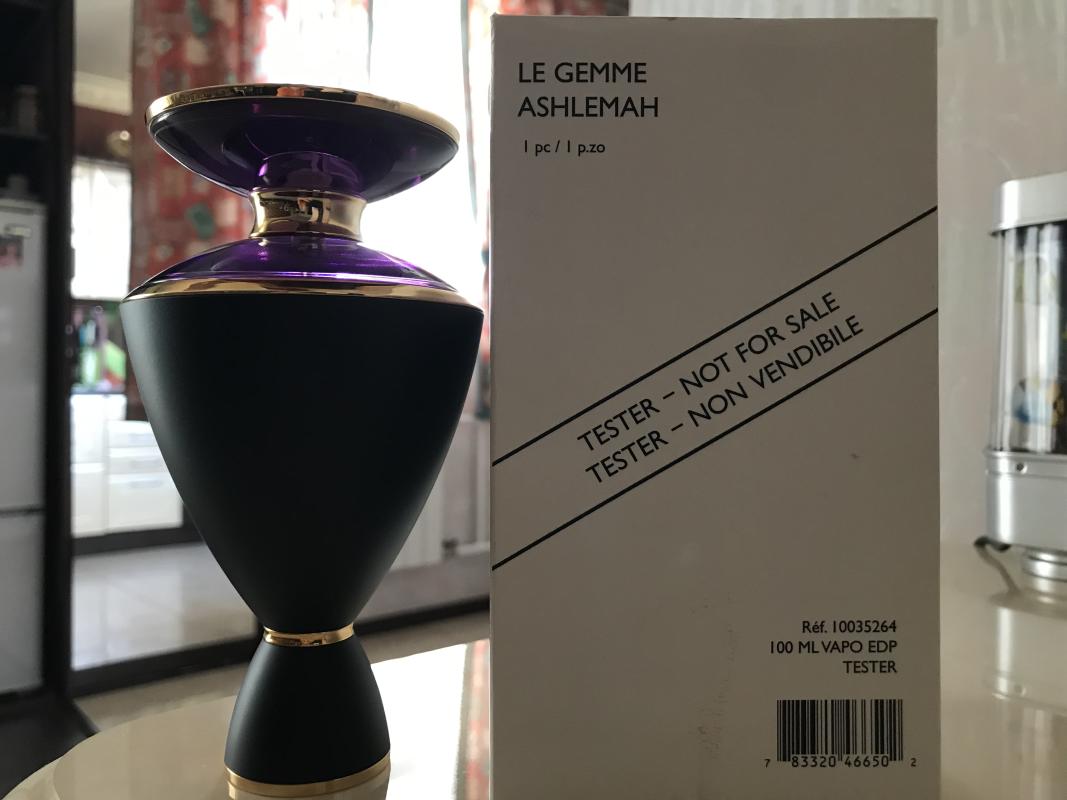 LE GEMME
ASHLEMAH
1 pc / 1 p.zo
TESTER – NOT FOR SALE
TESTER – NON VENDIBILE
Réf. 10035264
100 ML VAPO EDP
TESTER
7 83320 46650 2